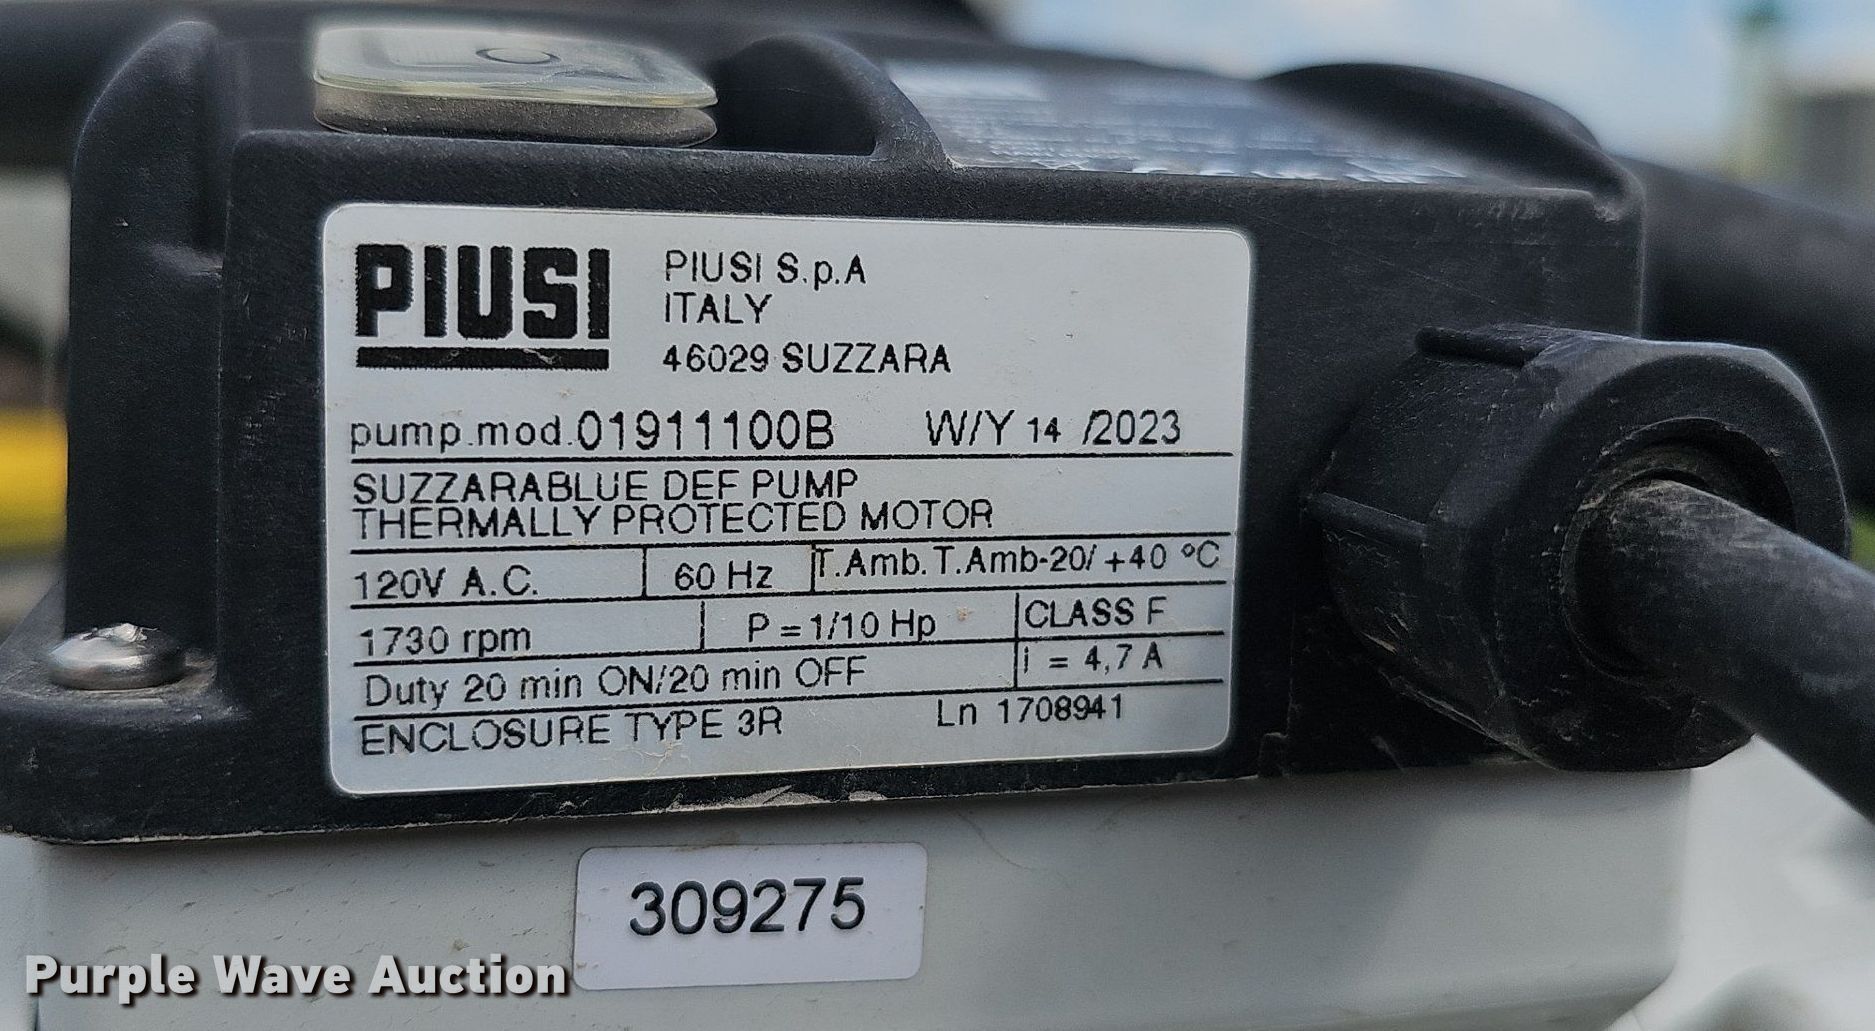 PIUSI
PIUSI S.p.A
ITALY
46029 SUZZARA
pump.mod.01911100B W/Y 14 /2023
SUZZARABLUE DEF PUMP
THERMALLY PROTECTED MOTOR
120V A.C. 60 Hz T.Amb.T.Amb-20/ +40 °C
1730 rpm P = 1/10 Hp CLASS F
Duty 20 min ON/20 min OFF i = 4,7 A
ENCLOSURE TYPE 3R Ln 1708941
309275
Purple Wave Auction